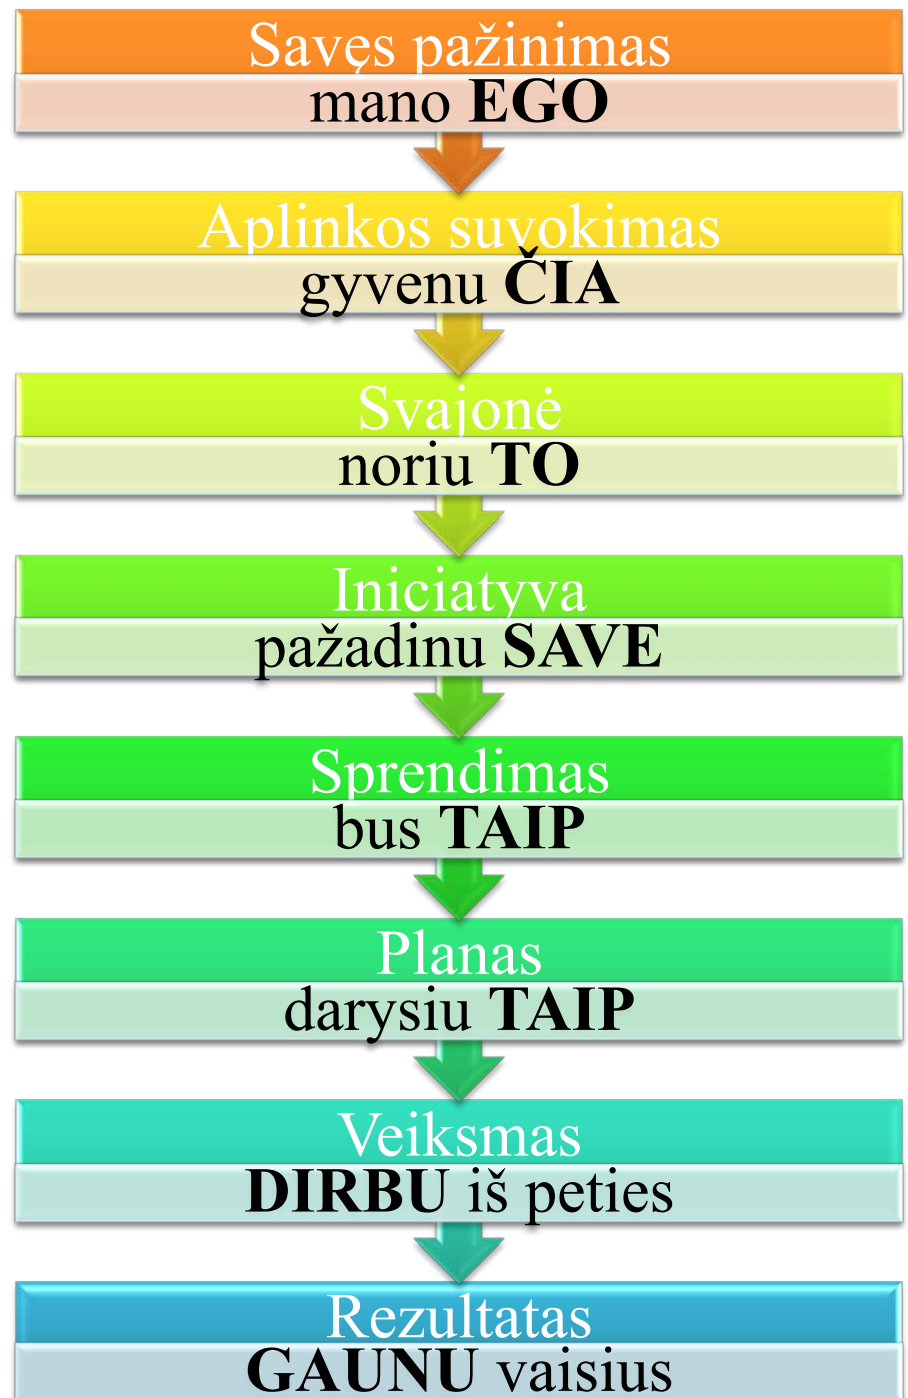 Savęs pažinimas
mano EGO
Aplinkos suvokimas
gyvenu ČIA
Svajonė
noriu TO
Iniciatyva
pažadinu SAVE
Sprendimas
bus TAIP
Planas
darysiu TAIP
Veiksmas
DIRBU iš peties
Rezultatas
GAUNU vaisius